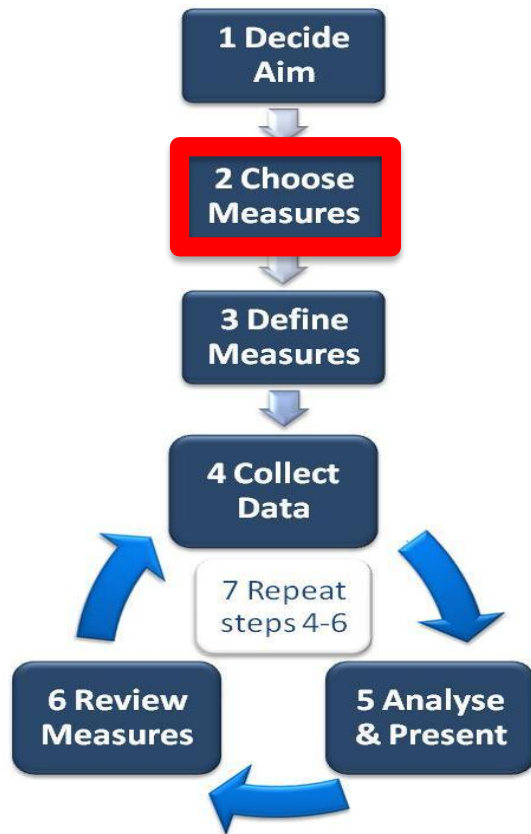 1 Decide
Aim
2 Choose
Measures
3 Define
Measures
4 Collect
Data
7 Repeat
steps 4-6
6 Review
Measures
5 Analyse
& Present